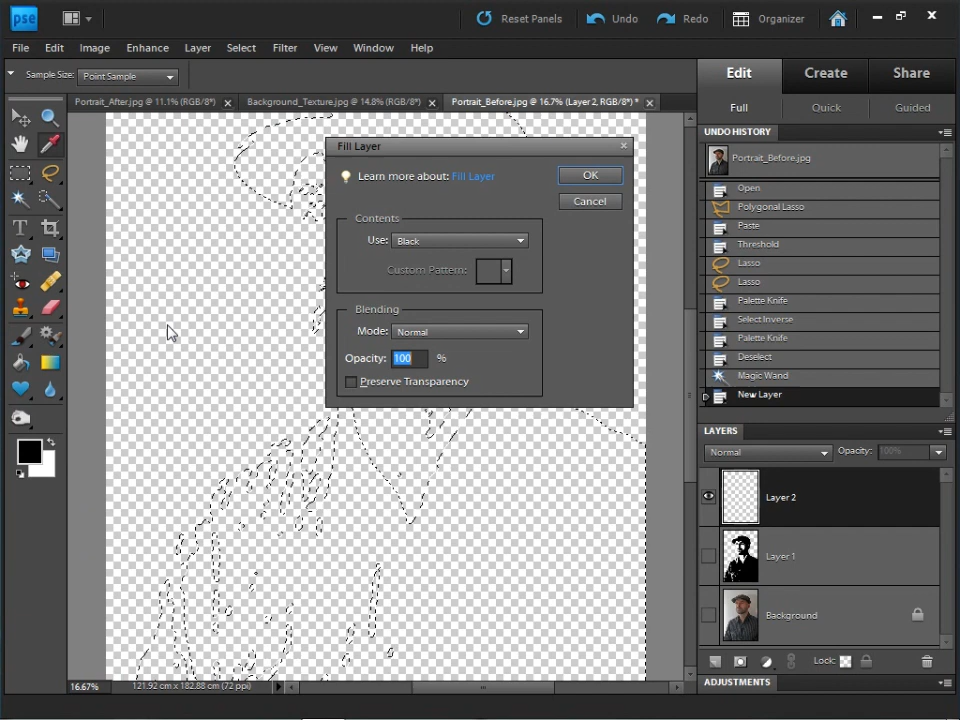 pse Reset Panels Undo Redo Organizer
File Edit Image Enhance Layer Select Filter View Window Help
Sample Size: Point Sample
Edit Create Share
Portrait_After.jpg @ 11.1% (RGB/8*) Background_Texture.jpg @ 14.8% (RGB/8*) Portrait_Before.jpg @ 16.7% (Layer 2, RGB/8*) *
Full Quick Guided
UNDO HISTORY
Portrait_Before.jpg
Open
Polygonal Lasso
Paste
Threshold
Lasso
Lasso
Palette Knife
Select Inverse
Palette Knife
Deselect
Magic Wand
New Layer
Fill Layer
Learn more about: Fill Layer
OK
Cancel
Contents
Use: Black
Custom Pattern:
Blending
Mode: Normal
Opacity: 100 %
Preserve Transparency
T
LAYERS
Normal Opacity: 100%
Layer 2
Layer 1
Background
Lock:
ADJUSTMENTS
16.67% 121.92 cm x 182.88 cm (72 ppi)